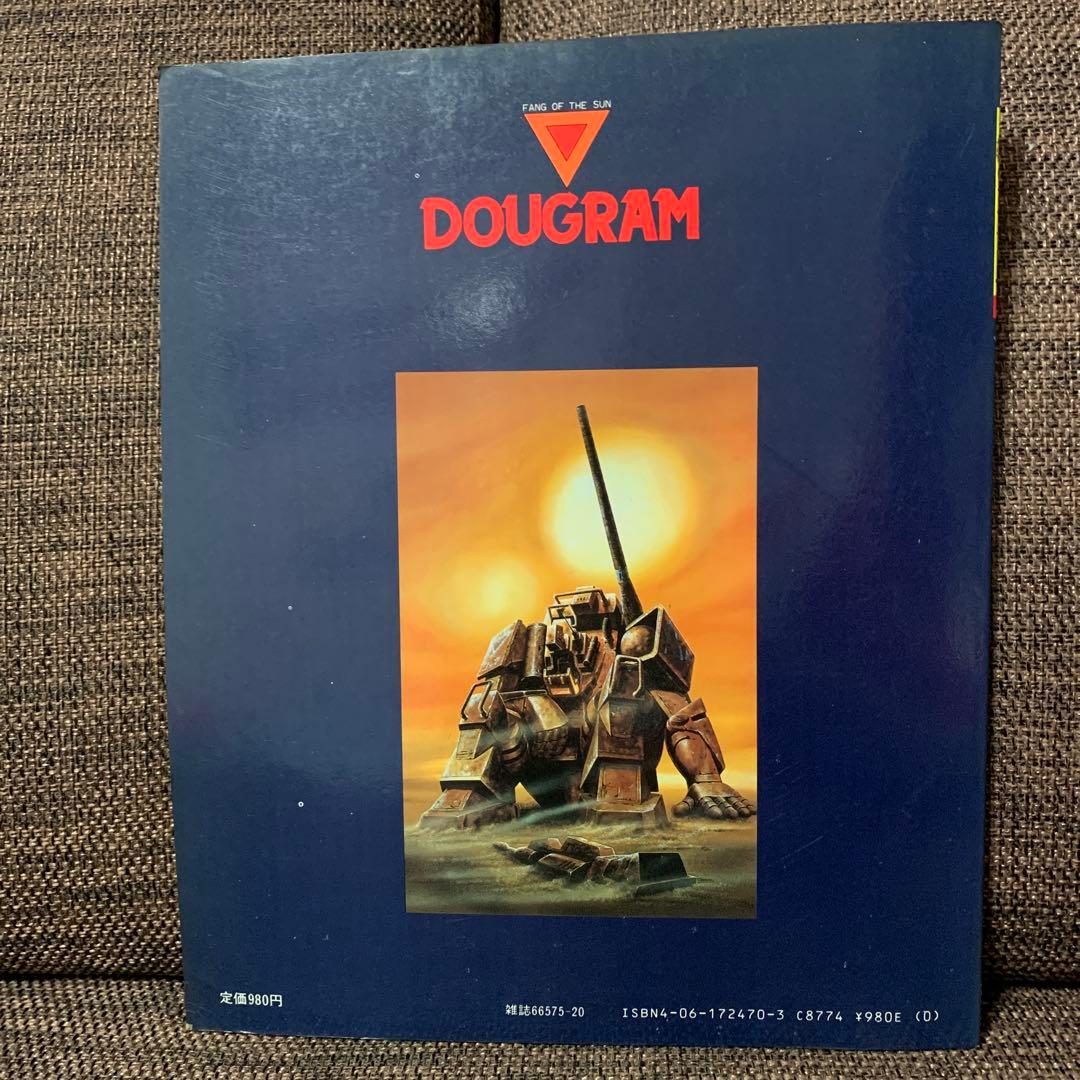 FANG OF THE SUN
DOUGRAM
定価980円
雑誌66575-20
ISBN4-06-172470-3 C8774 ¥980E (0)